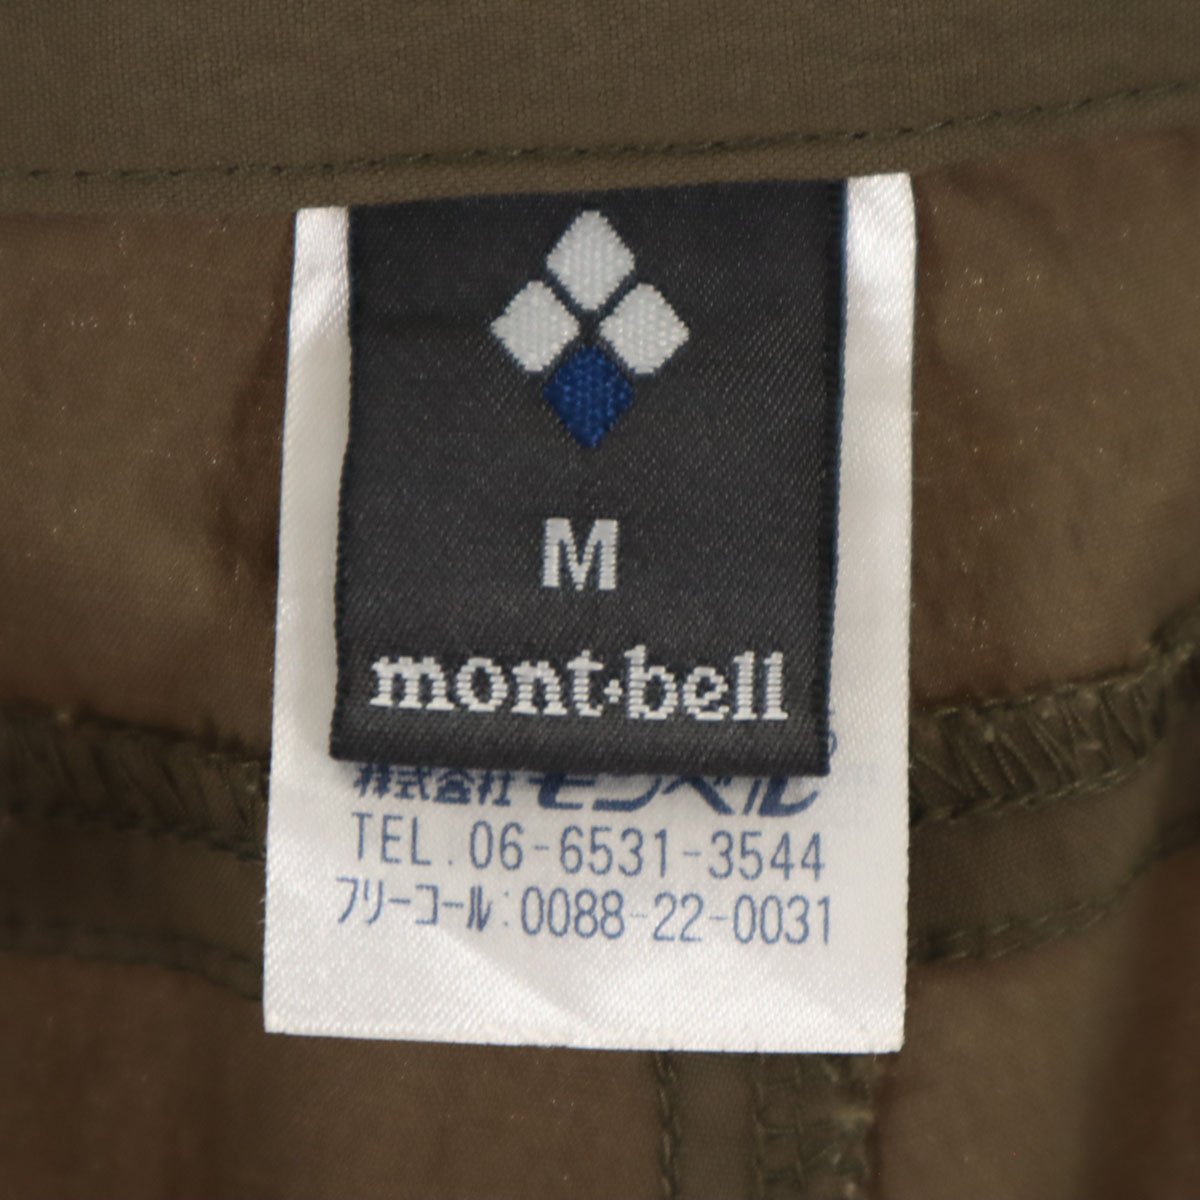 M
mont·bell
株式会社 モンベル
TEL.06-6531-3544
フリーコール:0088-22-0031